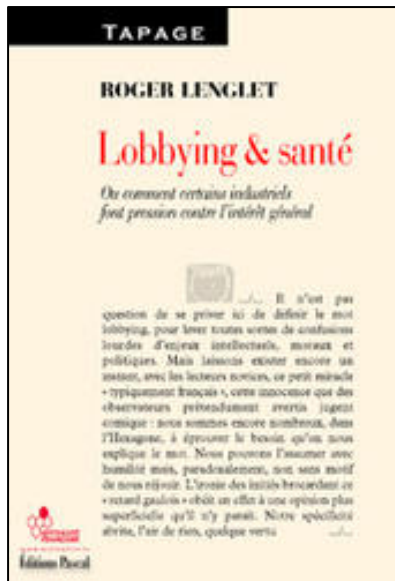 TAPAGE
ROGER LENGLET
Lobbying & santé
Ou comment certains industriels
font pression contre l'intérêt général
.../... Il n'est pas
question de se priver ici de définir le mot
lobbying, pour lever toutes sortes de confusions
lourdes d'enjeux intellectuels, moraux et
politiques. Mais laissons exister encore un
instant, avec les lecteurs novices, ce petit miracle
« typiquement français », cette innocence que des
observateurs prétendument avertis jugent
comique : nous sommes encore nombreux, dans
l'Hexagone, à éprouver le besoin qu'on nous
explique le mot. Nous pouvons l'assumer avec
humilité mais, paradoxalement, non sans motif
de nous réjouir. L'ironie des initiés brocardant ce
« retard gaulois » obéit en effet à une opinion plus
superficielle qu'il n'y paraît. Notre spécificité
abrite, l'air de rien, quelque vertu .../...
Éditions Pascal